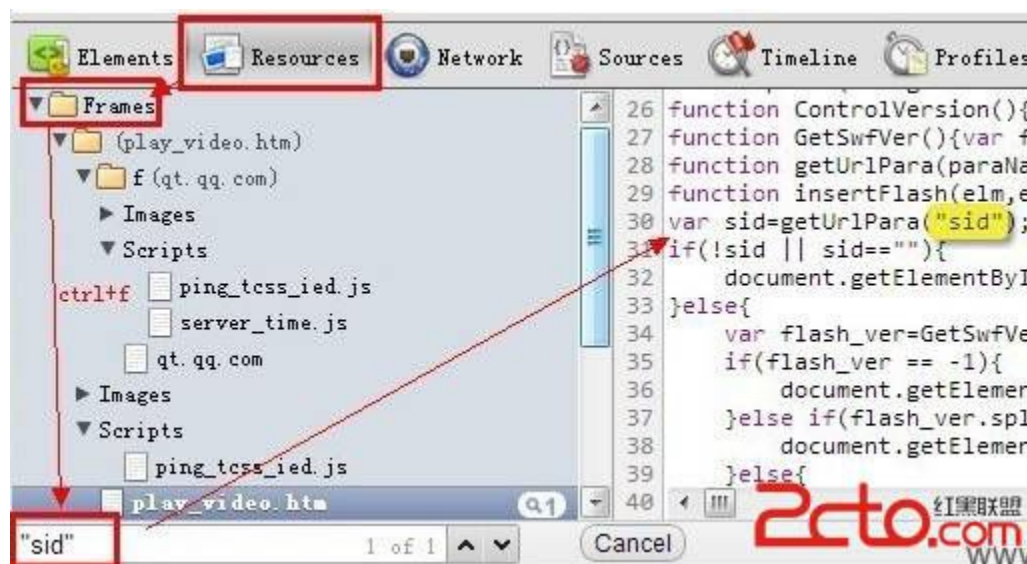 Elements Resources Network Sources Timeline Profiles
Frames
(play_video.htm)
f (qt.qq.com)
Images
Scripts
ping_tcss_ied.js
server_time.js
qt.qq.com
Images
Scripts
ping_tcss_ied.js
play_video.htm 1
ctrl+f
"sid" 1 of 1 Cancel
26 function ControlVersion(){
27 function GetSwfVer(){var f
28 function getUrlPara(paraNa
29 function insertFlash(elm,e
30 var sid=getUrlPara("sid");
31 if(!sid || sid==""){
32 document.getElementByI
33 }else{
34 var flash_ver=GetSwfVe
35 if(flash_ver == -1){
36 document.getElemen
37 }else if(flash_ver.spl
38 document.getElemen
39 }else{
40
2cto.com
红黑联盟
WWW